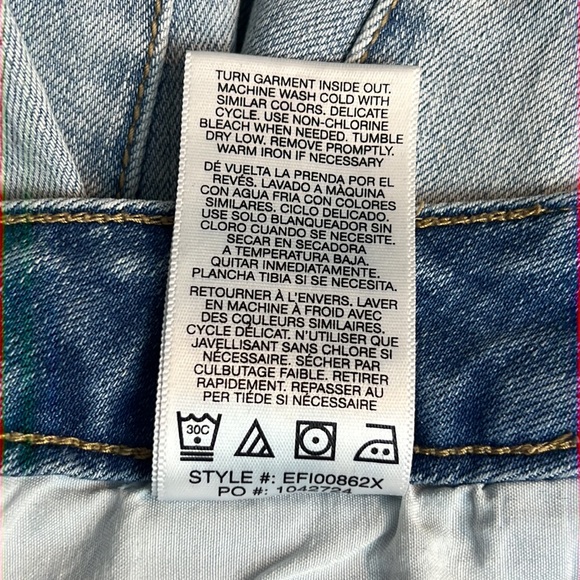 TURN GARMENT INSIDE OUT.
MACHINE WASH COLD WITH
SIMILAR COLORS. DELICATE
CYCLE. USE NON-CHLORINE
BLEACH WHEN NEEDED. TUMBLE
DRY LOW. REMOVE PROMPTLY.
WARM IRON IF NECESSARY
DÉ VUELTA LA PRENDA POR EL
REVÉS. LAVADO A MÀQUINA
CON AGUA FRIA CON COLORES
SIMILARES, CICLO DELICADO.
USE SOLO BLANQUEADOR SIN
CLORO CUANDO SE NECESITE.
SECAR EN SECADORA
A TEMPERATURA BAJA.
QUITAR INMEDIATAMENTE.
PLANCHA TIBIA SI SE NECESITA.
RETOURNER À L'ENVERS. LAVER
EN MACHINE À FROID AVEC
DES COULEURS SIMILAIRES.
CYCLE DÉLICAT. N'UTILISER QUE
JAVELLISANT SANS CHLORE SI
NÉCESSAIRE. SÉCHER PAR
CULBUTAGE FAIBLE. RETIRER
RAPIDEMENT. REPASSER AU
FER TIÉDE SI NÉCESSAIRE
30C
STYLE #: EFI00862X
PO #: 1042724